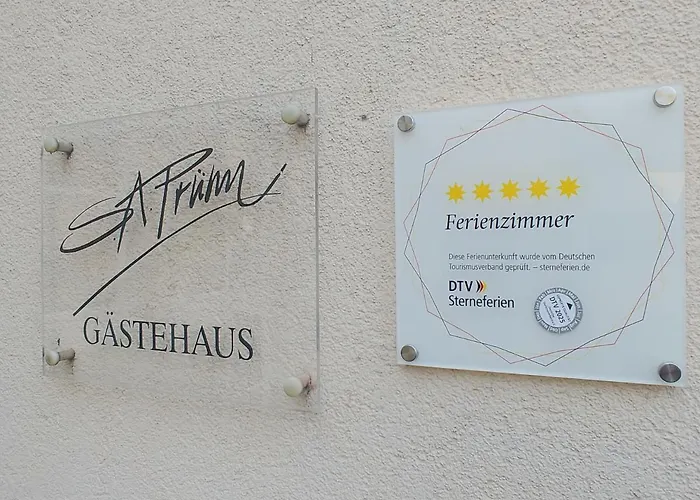 S.A. Prüm
GÄSTEHAUS
Ferienzimmer
Diese Ferienunterkunft wurde vom Deutschen
Tourismusverband geprüft. – sterneferien.de
DTV
Sterneferien
DTV 2025